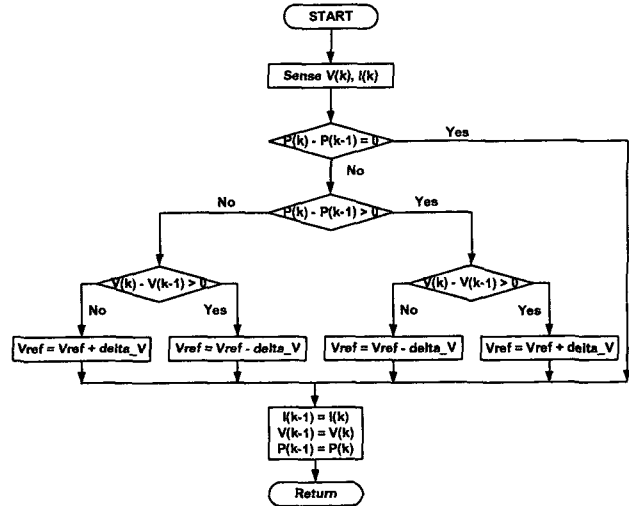 START
Sense V(k), I(k)
P(k) - P(k-1) = 0
Yes
No
P(k) - P(k-1) > 0
No
Yes
V(k) - V(k-1) > 0
V(k) - V(k-1) > 0
No
Yes
No
Yes
Vref = Vref + delta_V
Vref = Vref - delta_V
Vref = Vref - delta_V
Vref = Vref + delta_V
I(k-1) = I(k)
V(k-1) = V(k)
P(k-1) = P(k)
Return